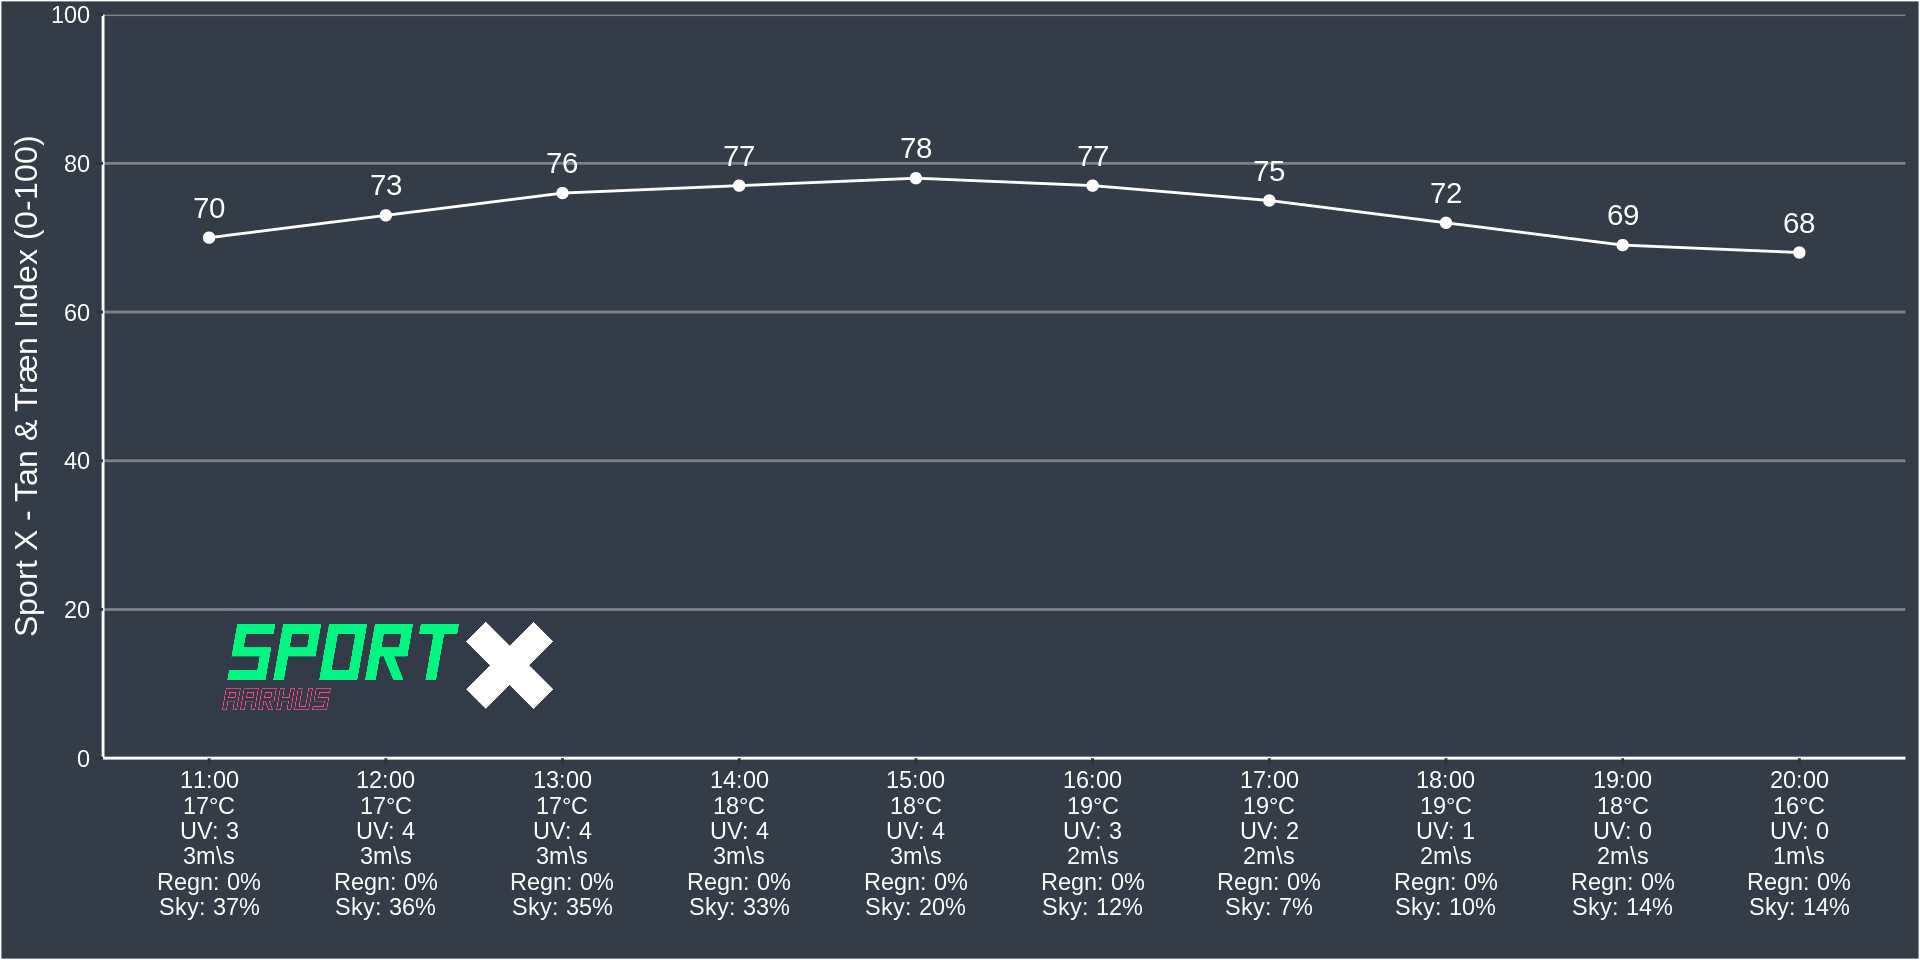 Sport X - Tan & Træn Index (0-100)
100
80
60
40
20
0
70
73
76
77
78
77
75
72
69
68
SPORT X
AARHUS
11:00 12:00 13:00 14:00 15:00 16:00 17:00 18:00 19:00 20:00
17°C 17°C 17°C 18°C 18°C 19°C 19°C 19°C 18°C 16°C
UV: 3 UV: 4 UV: 4 UV: 4 UV: 4 UV: 3 UV: 2 UV: 1 UV: 0 UV: 0
3m\s 3m\s 3m\s 3m\s 3m\s 2m\s 2m\s 2m\s 2m\s 1m\s
Regn: 0% Regn: 0% Regn: 0% Regn: 0% Regn: 0% Regn: 0% Regn: 0% Regn: 0% Regn: 0% Regn: 0%
Sky: 37% Sky: 36% Sky: 35% Sky: 33% Sky: 20% Sky: 12% Sky: 7% Sky: 10% Sky: 14% Sky: 14%